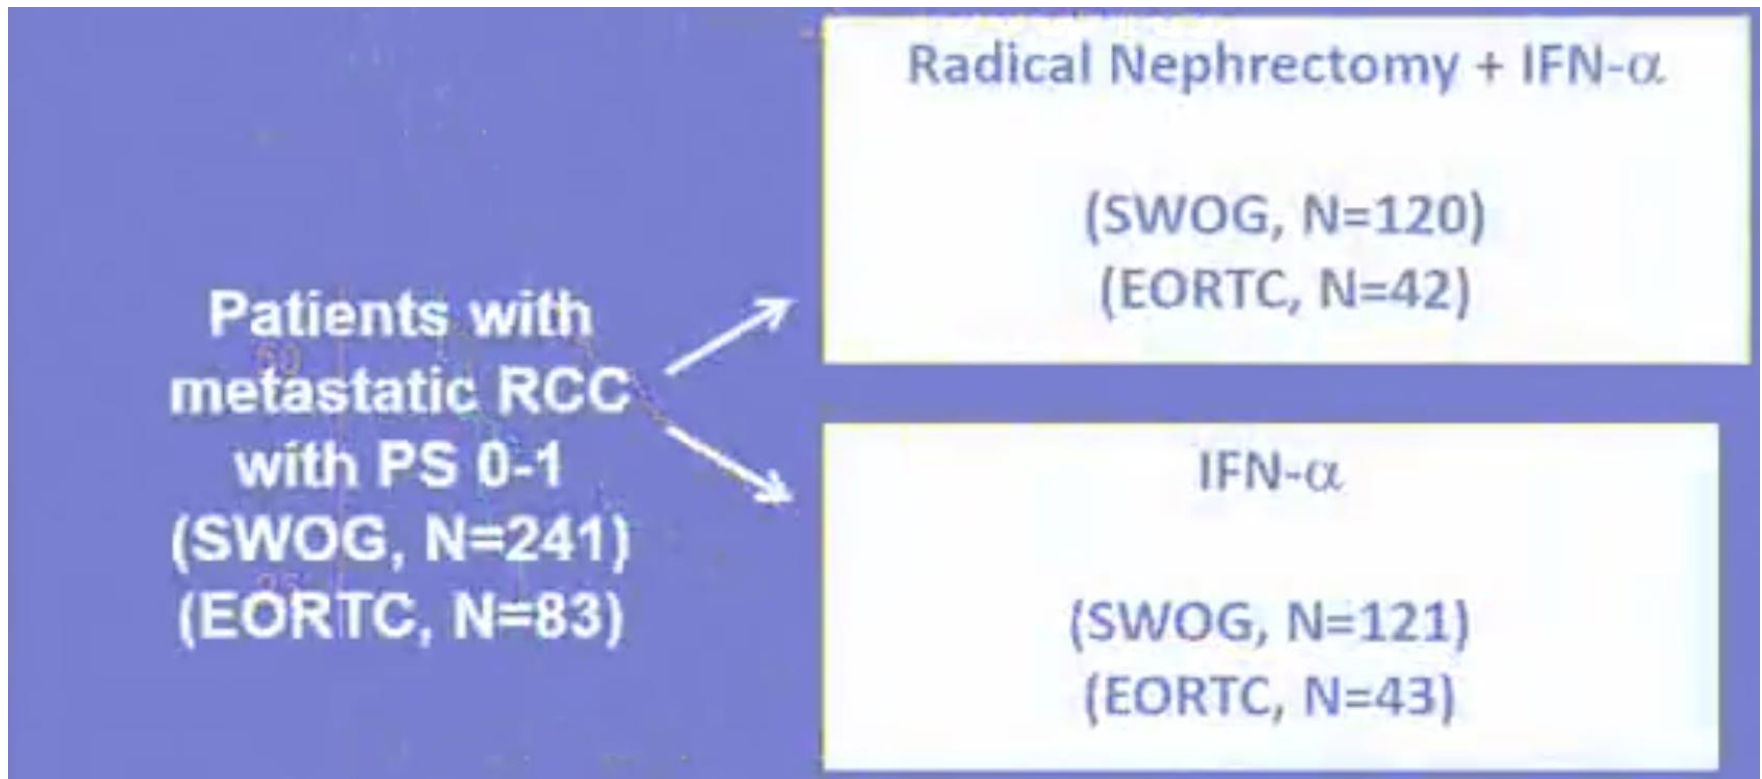 Patients with
metastatic RCC
with PS 0-1
(SWOG, N=241)
(EORTC, N=83)
Radical Nephrectomy + IFN-α
(SWOG, N=120)
(EORTC, N=42)
IFN-α
(SWOG, N=121)
(EORTC, N=43)